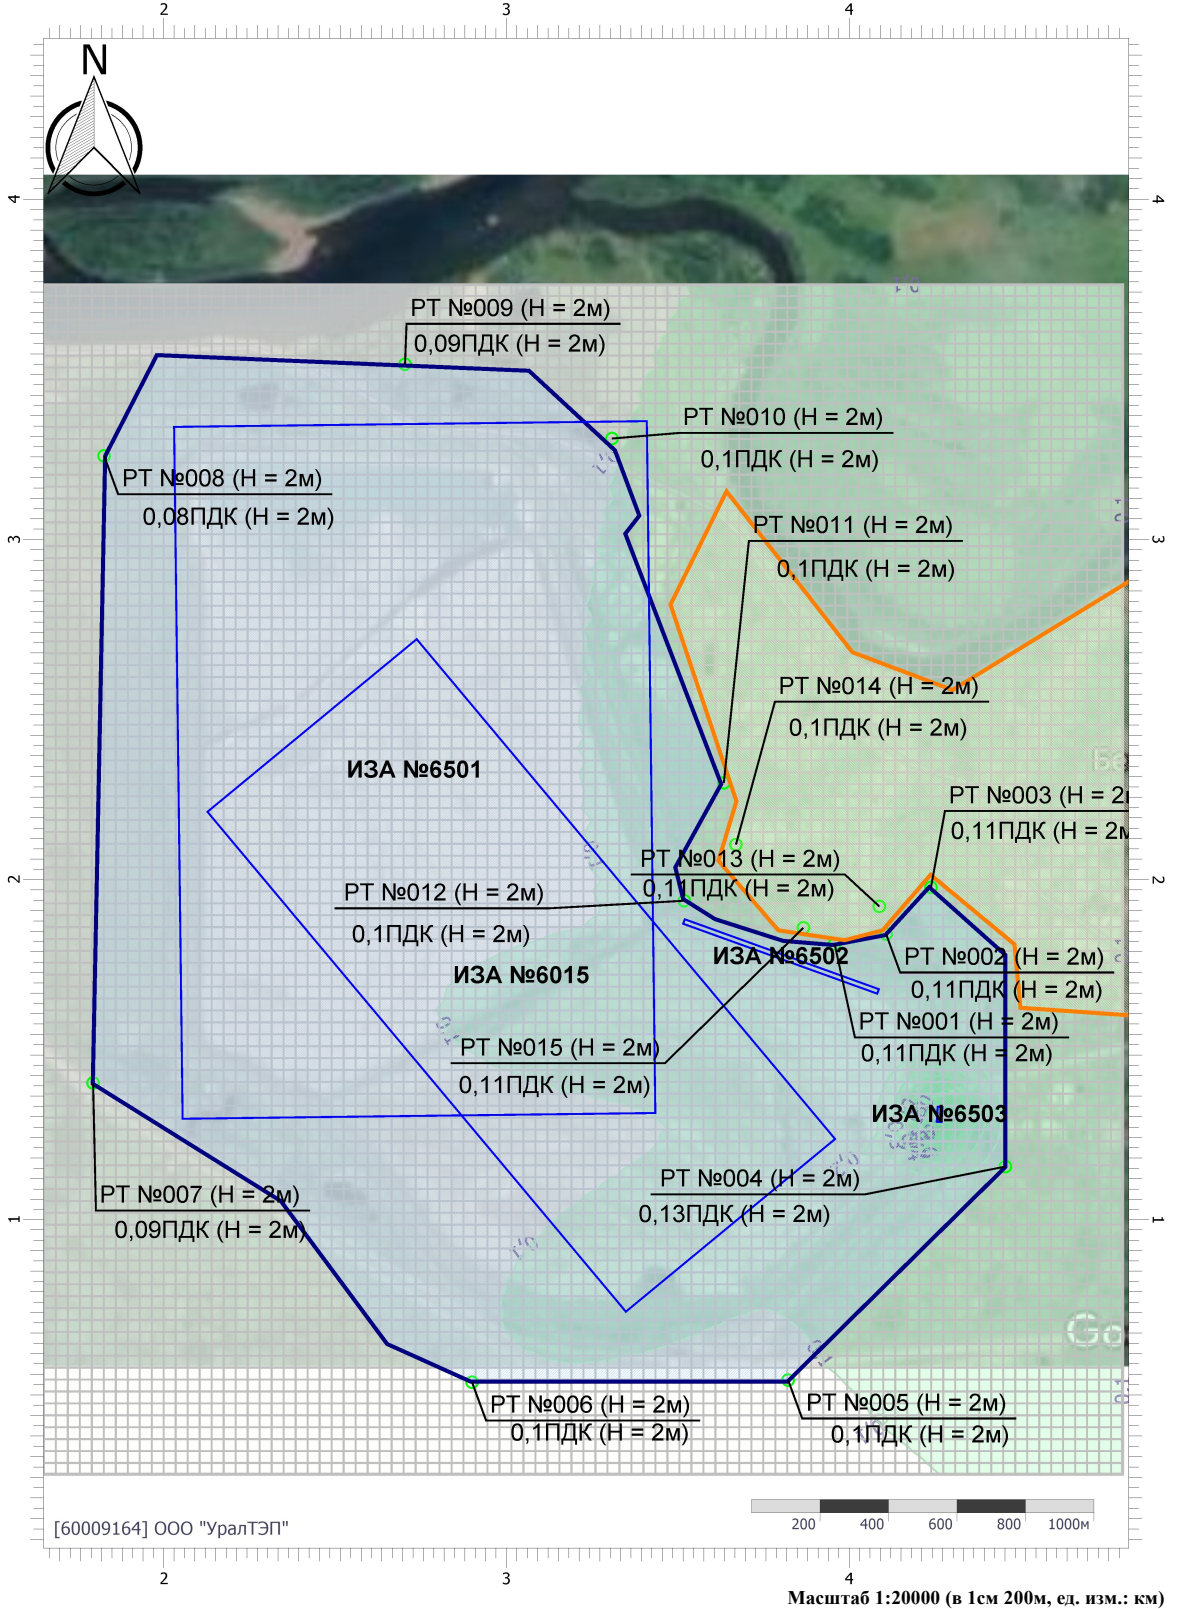 2 3 4
N
4 4
РТ №009 (Н = 2м)
0,09ПДК (Н = 2м)
РТ №010 (Н = 2м)
0,1ПДК (Н = 2м)
РТ №008 (Н = 2м)
0,08ПДК (Н = 2м)
РТ №011 (Н = 2м)
3 3
0,1ПДК (Н = 2м)
РТ №014 (Н = 2м)
0,1ПДК (Н = 2м)
ИЗА №6501
РТ №003 (Н = 2
0,11ПДК (Н = 2м
РТ №013 (Н = 2м)
0,11ПДК (Н = 2м)
2 2
РТ №012 (Н = 2м)
0,1ПДК (Н = 2м)
ИЗА №6502
РТ №002 (Н = 2м)
0,11ПДК (Н = 2м)
ИЗА №6015
РТ №001 (Н = 2м)
0,11ПДК (Н = 2м)
РТ №015 (Н = 2м)
0,11ПДК (Н = 2м)
ИЗА №6503
РТ №004 (Н = 2м)
0,13ПДК (Н = 2м)
РТ №007 (Н = 2м)
0,09ПДК (Н = 2м)
1 1
0,1
0,1
0,1
РТ №006 (Н = 2м)
0,1ПДК (Н = 2м)
РТ №005 (Н = 2м)
0,1ПДК (Н = 2м)
[60009164] ООО "УралТЭП"
200 400 600 800 1000м
2 3 4
Масштаб 1:20000 (в 1см 200м, ед. изм.: км)